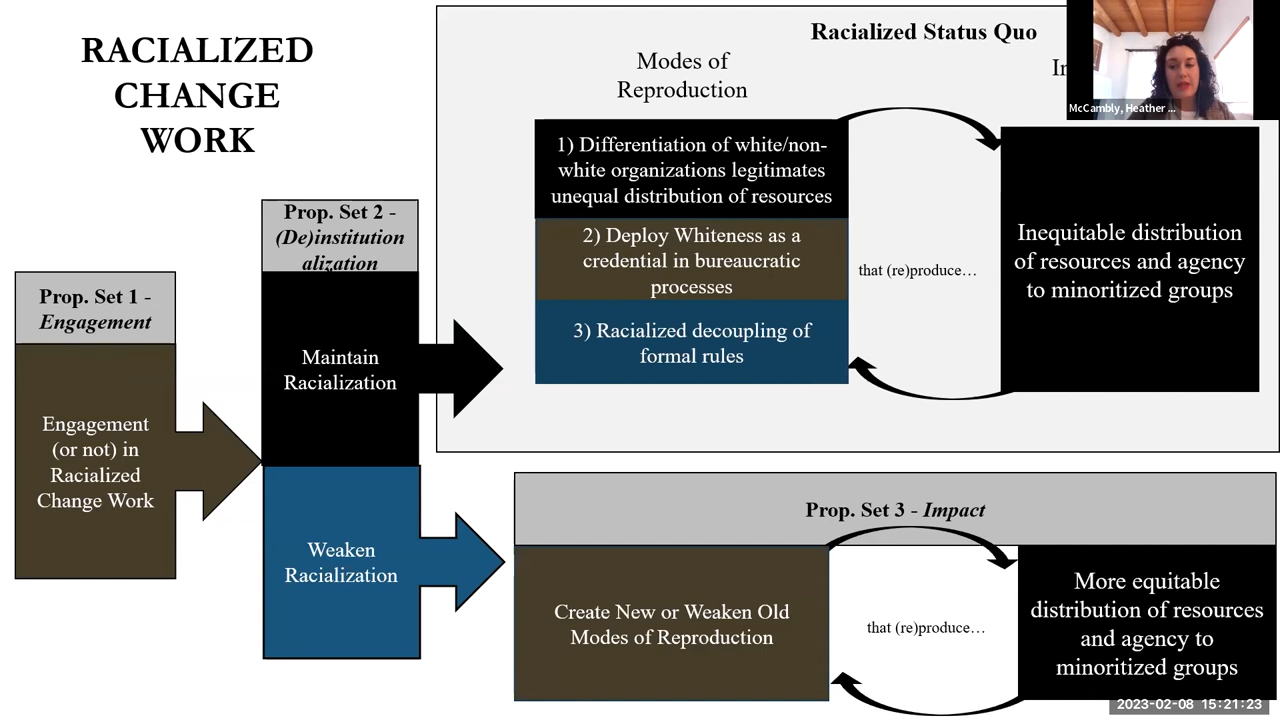 RACIALIZED
CHANGE
WORK
Racialized Status Quo
Modes of
Reproduction
McCambly, Heather ...
1) Differentiation of white/non-
white organizations legitimates
unequal distribution of resources
2) Deploy Whiteness as a
credential in bureaucratic
processes
3) Racialized decoupling of
formal rules
that (re)produce…
Inequitable distribution
of resources and agency
to minoritized groups
Prop. Set 2 -
(De)institution
alization
Maintain
Racialization
Prop. Set 1 -
Engagement
Engagement
(or not) in
Racialized
Change Work
Weaken
Racialization
Prop. Set 3 - Impact
Create New or Weaken Old
Modes of Reproduction
that (re)produce…
More equitable
distribution of resources
and agency to
minoritized groups
2023-02-08 15:21:23